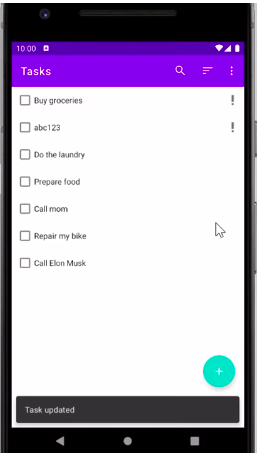 10:00
Tasks
Buy groceries
abc123
Do the laundry
Prepare food
Call mom
Repair my bike
Call Elon Musk
Task updated